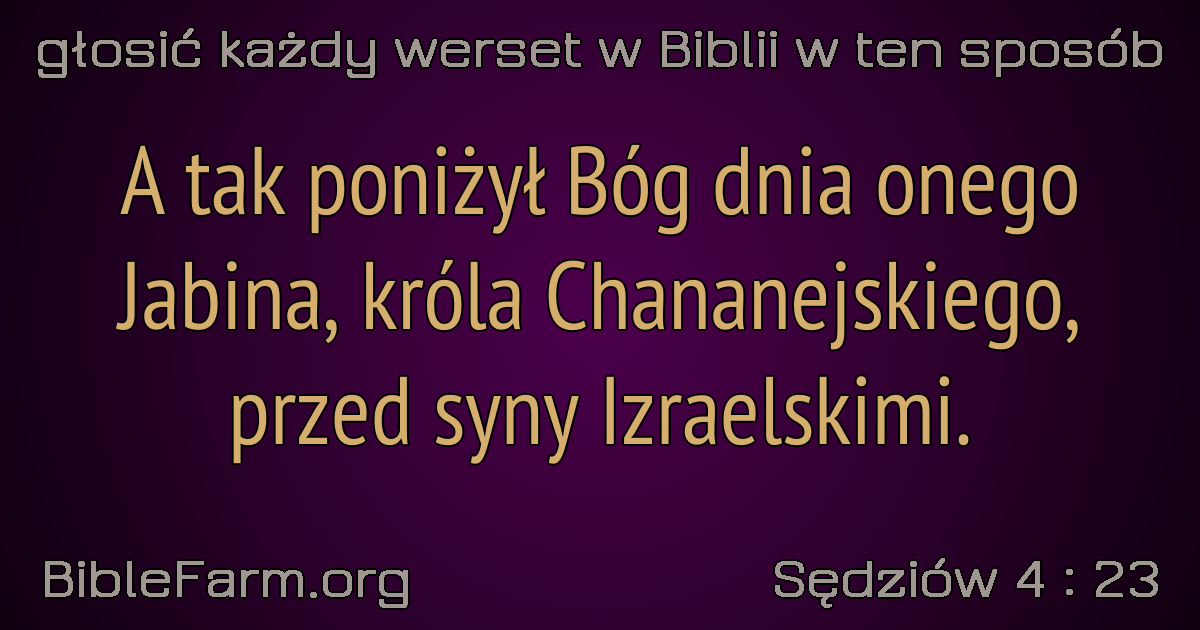 głosić każdy werset w Biblii w ten sposób
A tak poniżył Bóg dnia onego
Jabina, króla Chananejskiego,
przed syny Izraelskimi.
BibleFarm.org
Sędziów 4 : 23